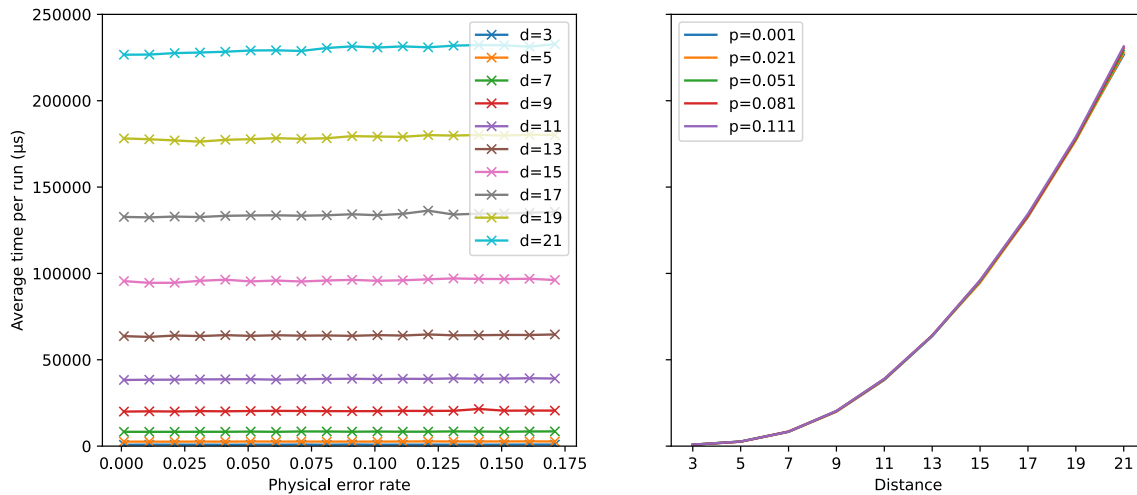 250000
200000
150000
100000
50000
0
Average time per run (µs)
0.000 0.025 0.050 0.075 0.100 0.125 0.150 0.175
Physical error rate
d=3
d=5
d=7
d=9
d=11
d=13
d=15
d=17
d=19
d=21
p=0.001
p=0.021
p=0.051
p=0.081
p=0.111
3 5 7 9 11 13 15 17 19 21
Distance